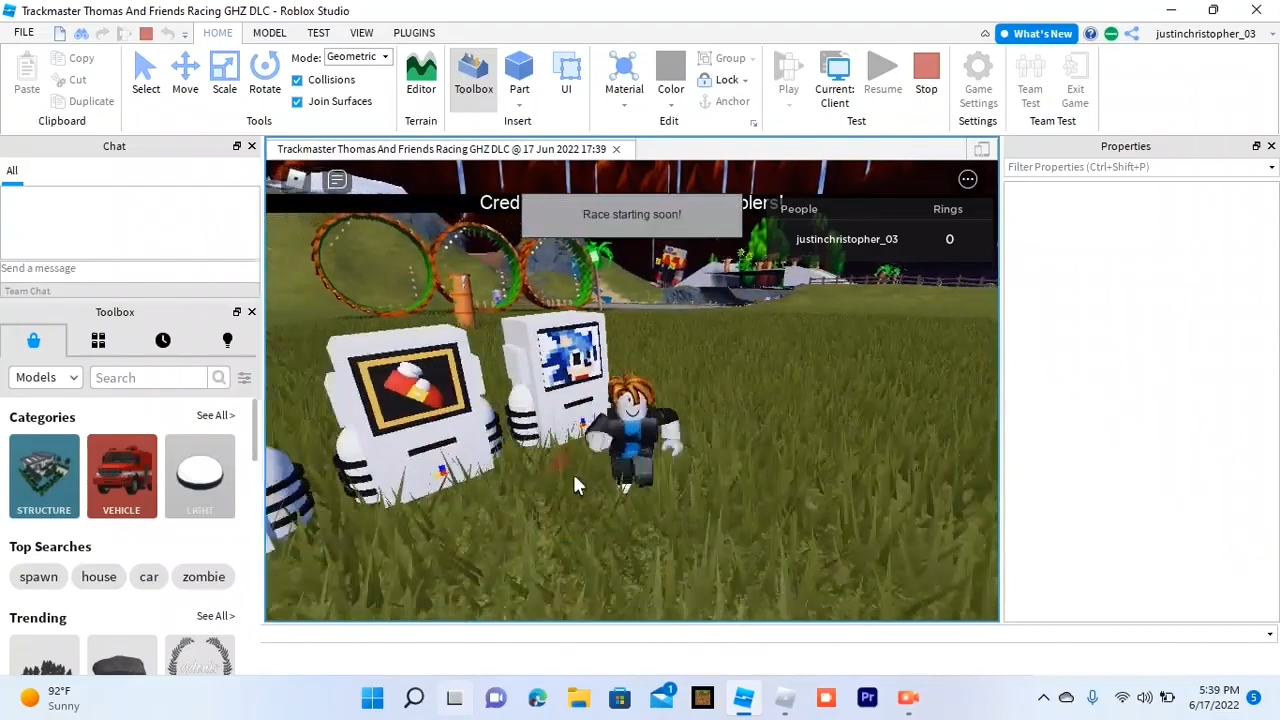 Trackmaster Thomas And Friends Racing GHZ DLC - Roblox Studio
FILE HOME MODEL TEST VIEW PLUGINS What's New justinchristopher_03
Paste Copy Cut Duplicate Clipboard
Select Move Scale Rotate Mode: Geometric Collisions Join Surfaces Tools
Editor Terrain
Toolbox Part UI Insert
Material Color Group Lock Anchor Edit
Play Current: Client Resume Stop Test
Game Settings Settings
Team Test Exit Game Team Test
Chat
All
Send a message
Team Chat
Toolbox
Models Search
Categories See All >
STRUCTURE VEHICLE LIGHT
Top Searches
spawn house car zombie
Trending See All >
Trackmaster Thomas And Friends Racing GHZ DLC @ 17 Jun 2022 17:39
Race starting soon!
People Rings
justinchristopher_03 0
Properties
Filter Properties (Ctrl+Shift+P)
92°F
Sunny
1
Pr
5:39 PM
6/17/2022
5